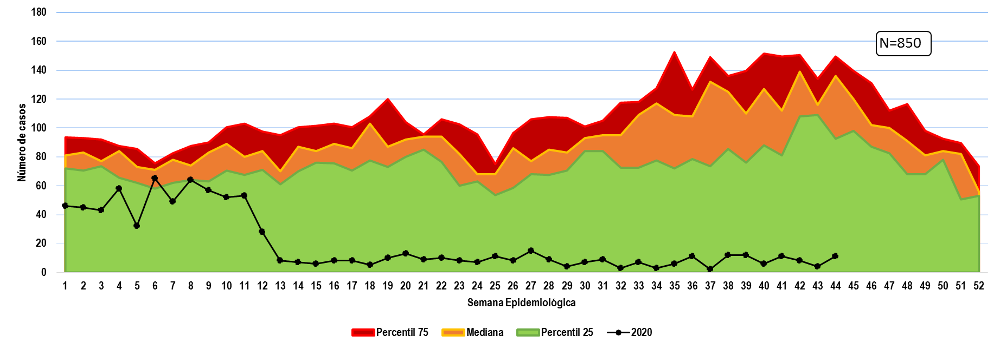 180
160
140
120
100
80
60
40
20
0
Número de casos
N=850
1 2 3 4 5 6 7 8 9 10 11 12 13 14 15 16 17 18 19 20 21 22 23 24 25 26 27 28 29 30 31 32 33 34 35 36 37 38 39 40 41 42 43 44 45 46 47 48 49 50 51 52
Semana Epidemiológica
Percentil 75 Mediana Percentil 25 2020